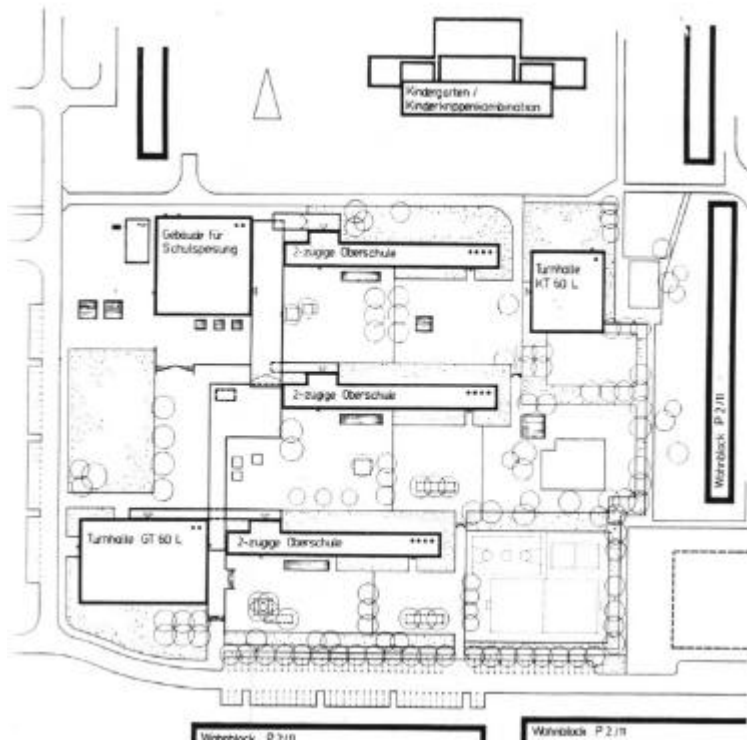 Kindergarten /
Kinderkrippenkombination
Gebäude für
Schulspeisung
2-zügige Oberschule
Turnhalle
KT 60 L
2-zügige Oberschule
Wohnblock P 2/11
Turnhalle GT 60 L
2-zügige Oberschule
Wohnblock P 2/11
Wohnblock P 2/11